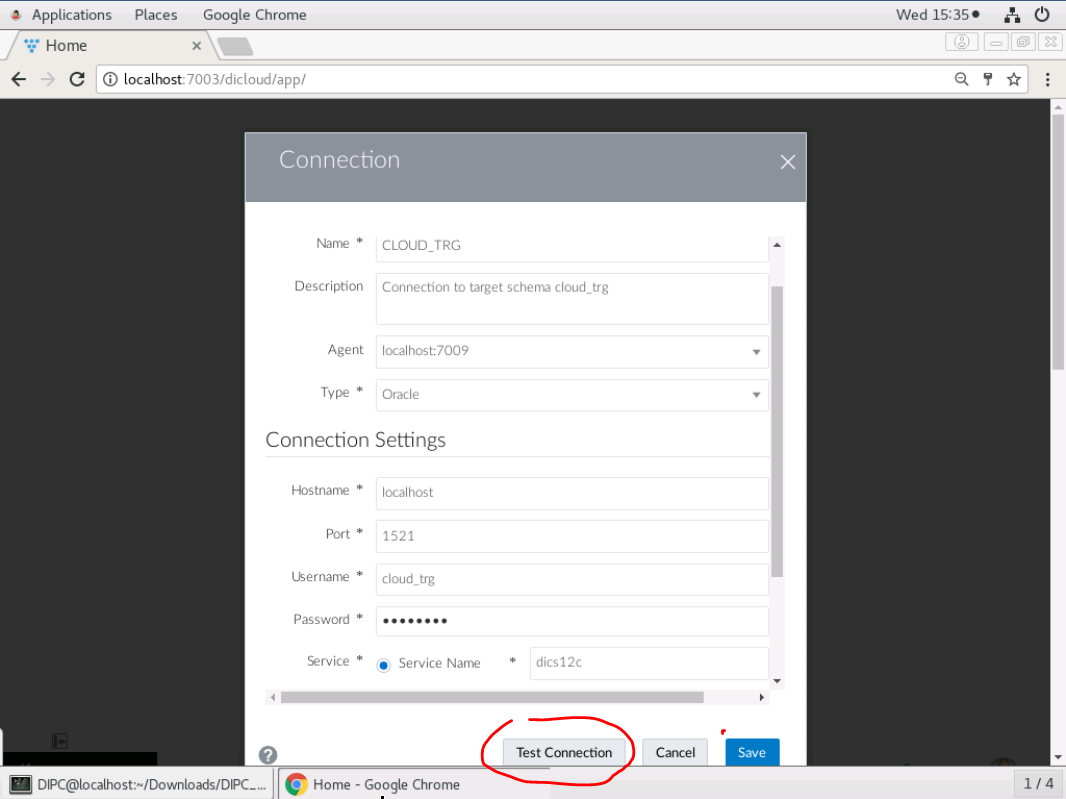 Applications Places Google Chrome Wed 15:35
Home
localhost:7003/dicloud/app/
Connection
Name * CLOUD_TRG
Description Connection to target schema cloud_trg
Agent localhost:7009
Type * Oracle
Connection Settings
Hostname * localhost
Port * 1521
Username * cloud_trg
Password * ••••••••
Service * Service Name * dics12c
? Test Connection Cancel Save
DIPC@localhost:~/Downloads/DIPC_... Home - Google Chrome 1 / 4